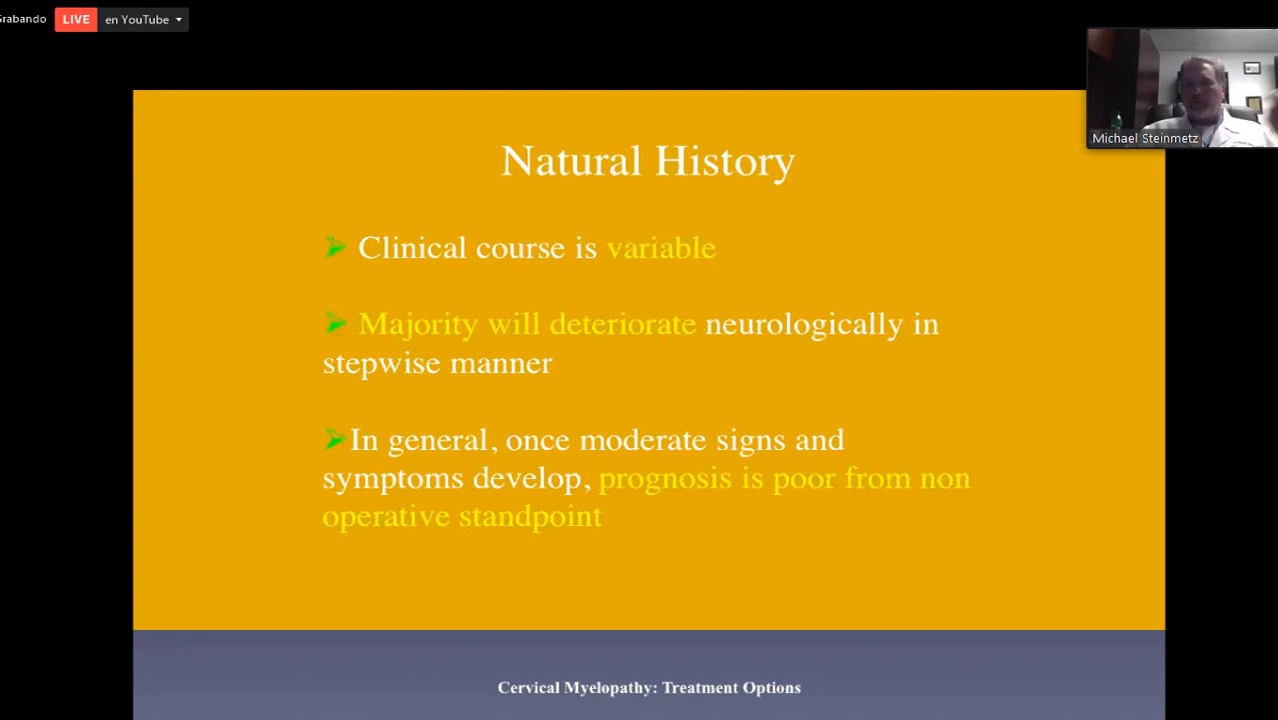 Grabando
LIVE en YouTube
Michael Steinmetz
Natural History
Clinical course is variable
Majority will deteriorate neurologically in
stepwise manner
In general, once moderate signs and
symptoms develop, prognosis is poor from non
operative standpoint
Cervical Myelopathy: Treatment Options